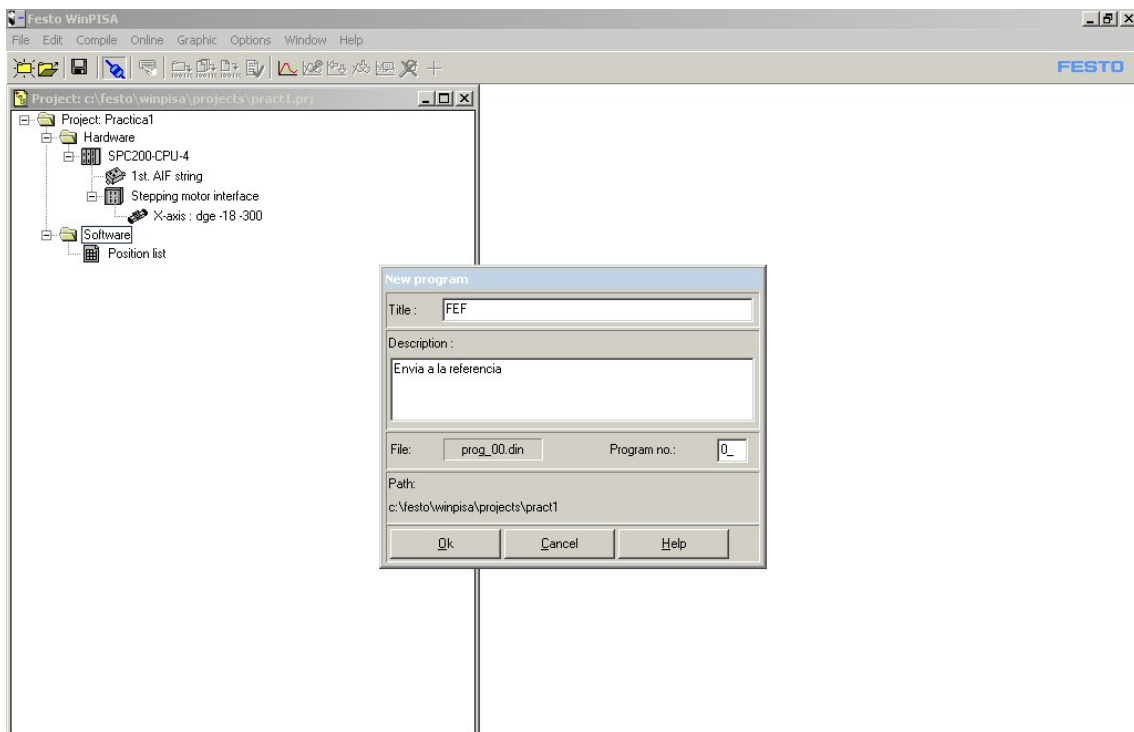 Festo WinPISA
File Edit Compile Online Graphic Options Window Help
FESTO
Project: c:\festo\winpisa\projects\pract1.prj
Project: Practica1
Hardware
SPC200-CPU-4
1st. AIF string
Stepping motor interface
X-axis : dge -18 -300
Software
Position list
New program
Title : FEF
Description :
Envia a la referencia
File: prog_00.din Program no.: 0_
Path:
c:\festo\winpisa\projects\pract1
Ok Cancel Help